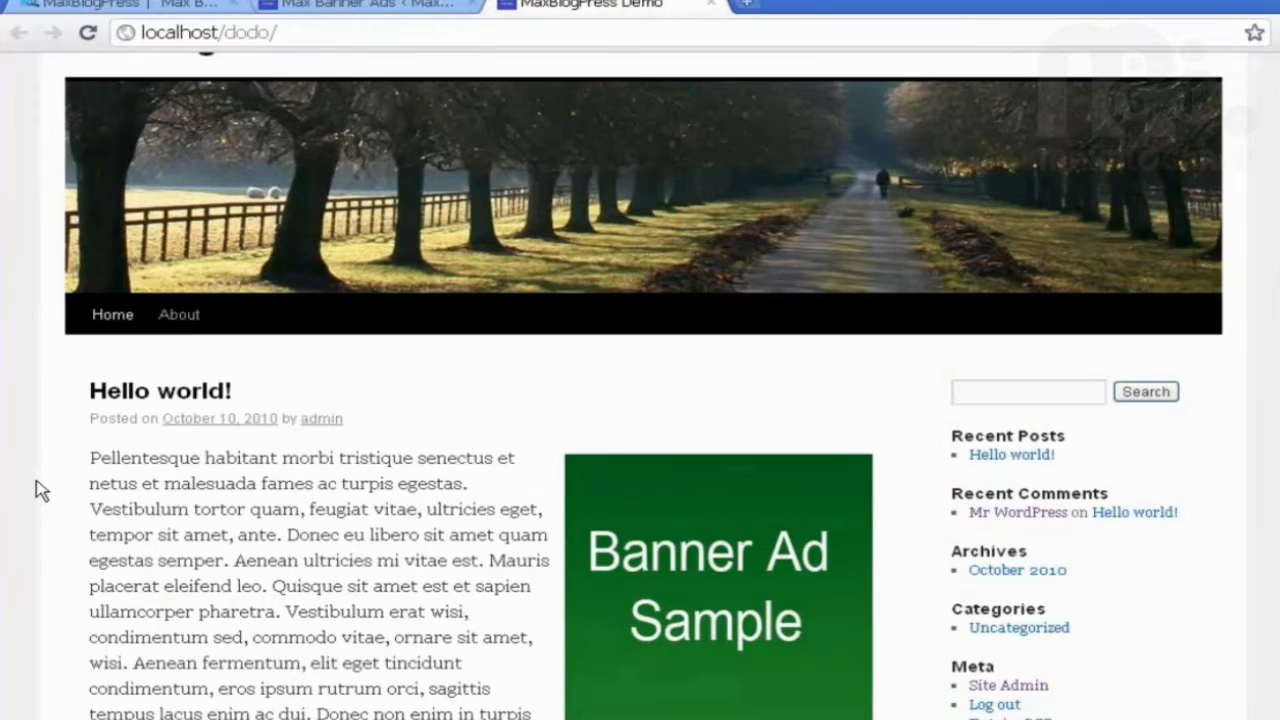 MaxBlogPress | Max B...
Max Banner Ads ‹ Max...
MaxBlogPress Demo
localhost/dodo/
Home
About
Hello world!
Posted on October 10, 2010 by admin
Pellentesque habitant morbi tristique senectus et
netus et malesuada fames ac turpis egestas.
Vestibulum tortor quam, feugiat vitae, ultricies eget,
tempor sit amet, ante. Donec eu libero sit amet quam
egestas semper. Aenean ultricies mi vitae est. Mauris
placerat eleifend leo. Quisque sit amet est et sapien
ullamcorper pharetra. Vestibulum erat wisi,
condimentum sed, commodo vitae, ornare sit amet,
wisi. Aenean fermentum, elit eget tincidunt
condimentum, eros ipsum rutrum orci, sagittis
tempus lacus enim ac dui. Donec non enim in turpis
Banner Ad
Sample
Search
Recent Posts
Hello world!
Recent Comments
Mr WordPress on Hello world!
Archives
October 2010
Categories
Uncategorized
Meta
Site Admin
Log out